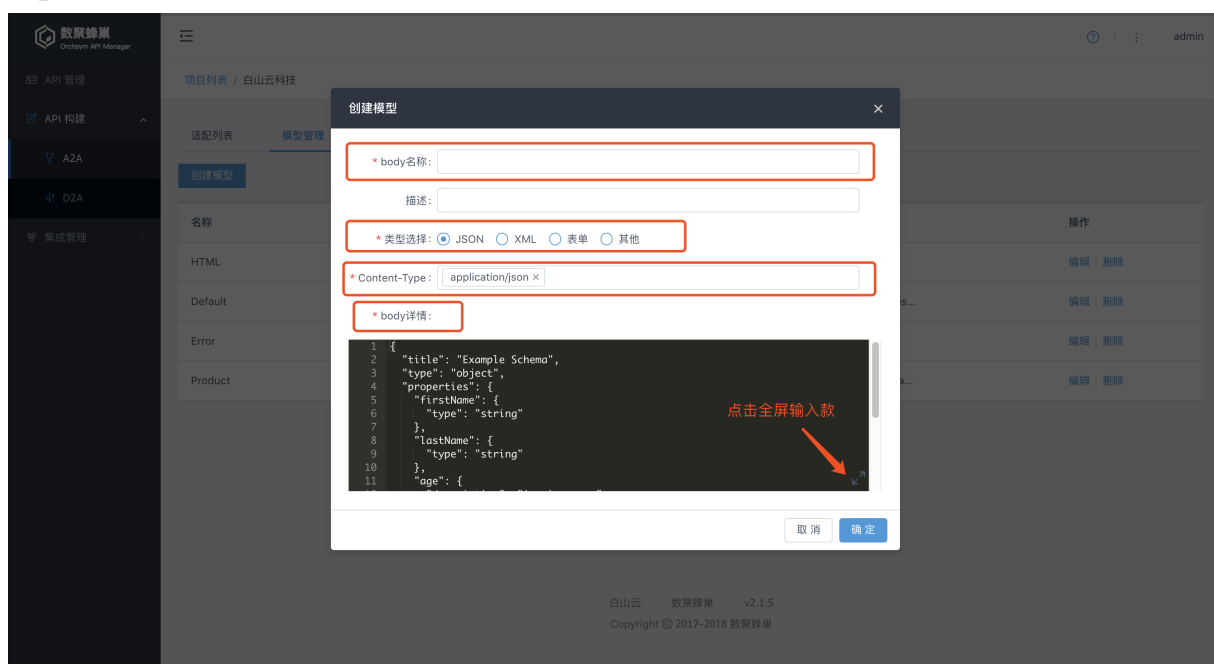 数聚蜂巢
Orchsym API Manager
admin
API 管理
项目列表 / 白山云科技
API 构建
创建模型
适配列表 模型管理
A2A
* body名称:
创建模型
D2A
描述:
名称
操作
* 类型选择: JSON XML 表单 其他
集成管理
HTML
编辑 删除
* Content-Type: application/json ×
Default
s...
编辑 删除
* body详情:
Error
编辑 删除
1 {
2 "title": "Example Schema",
3 "type": "object",
4 "properties": {
Product
a...
编辑 删除
5 "firstName": {
6 "type": "string"
点击全屏输入款
7 },
8 "lastName": {
9 "type": "string"
10 },
11 "age": {
取消 确定
白山云 数聚蜂巢 v2.1.5
Copyright © 2017-2018 数聚蜂巢